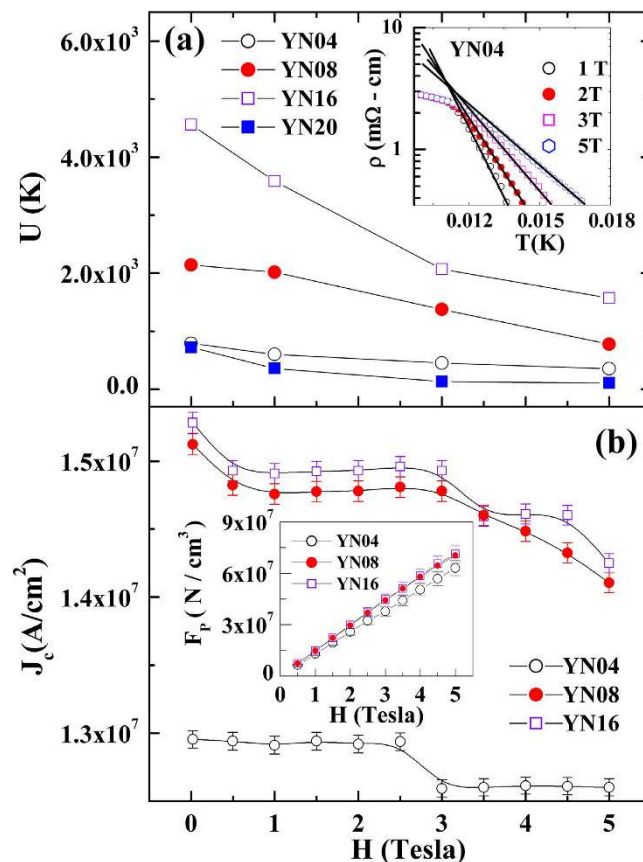 (a)
YN04
YN08
YN16
YN20
6.0x10³
4.0x10³
2.0x10³
0.0
U (K)
YN04
10
1
ρ (mΩ - cm)
1 T
2T
3T
5T
0.012 0.015 0.018
T(K)
(b)
1.5x10⁷
1.4x10⁷
1.3x10⁷
J_c(A/cm²)
9x10⁷
6x10⁷
3x10⁷
0
F_P ( N / cm³ )
YN04
YN08
YN16
0 1 2 3 4 5
H (Tesla)
YN04
YN08
YN16
0 1 2 3 4 5
H (Tesla)